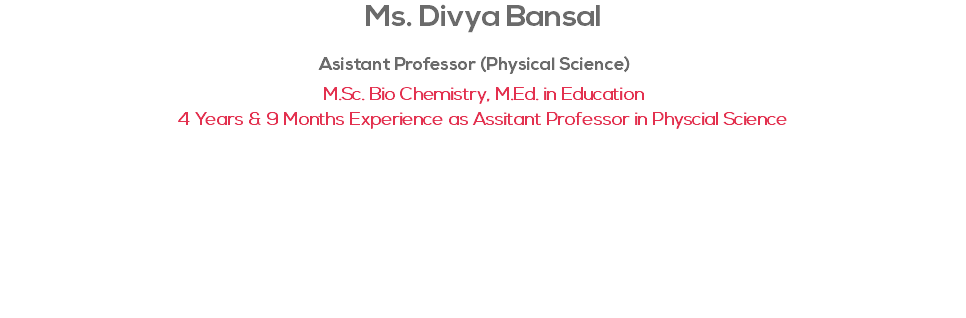 Ms. Divya Bansal
Asistant Professor (Physical Science)
M.Sc. Bio Chemistry, M.Ed. in Education
4 Years & 9 Months Experience as Assitant Professor in Physcial Science